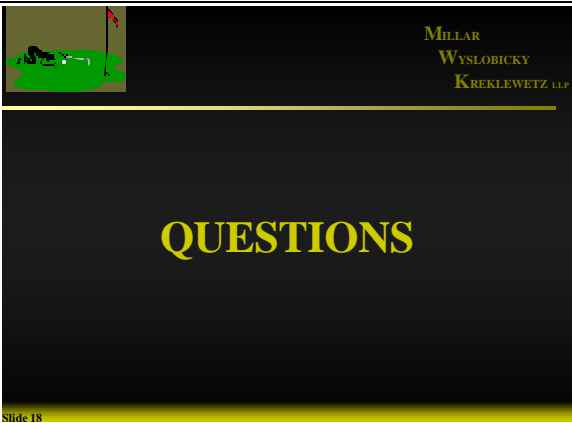 MILLAR
WYSLOBICKY
KREKLEWETZ LLP
QUESTIONS
Slide 18